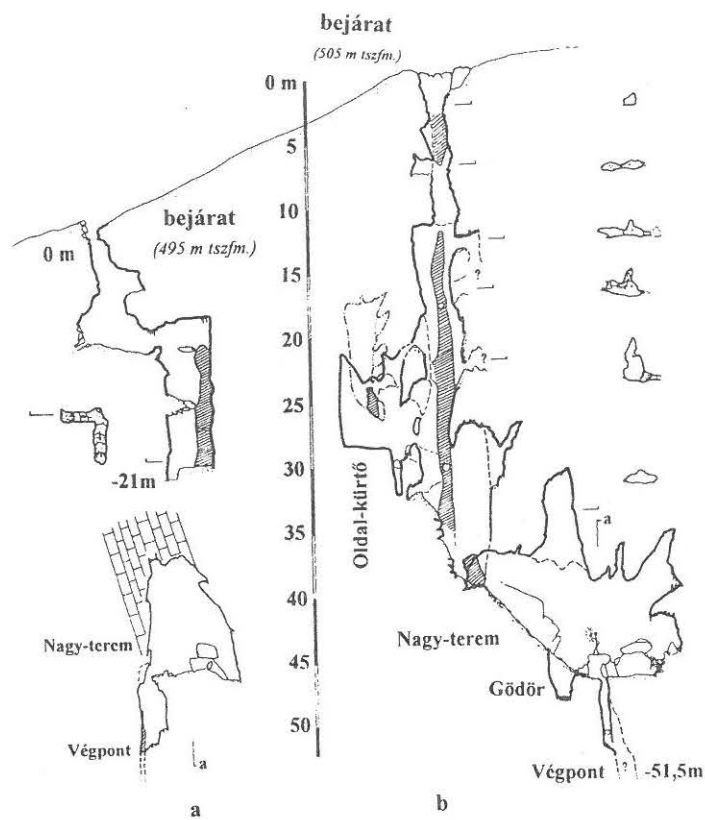 bejárat
(505 m tszfm.)
0 m
5
10
15
20
25
30
35
40
45
50
bejárat
(495 m tszfm.)
0 m
-21m
?
?
Oldal-kürtő
a
Nagy-terem
Nagy-terem
Gödör
Végpont
a
Végpont
?
-51,5m
a
b